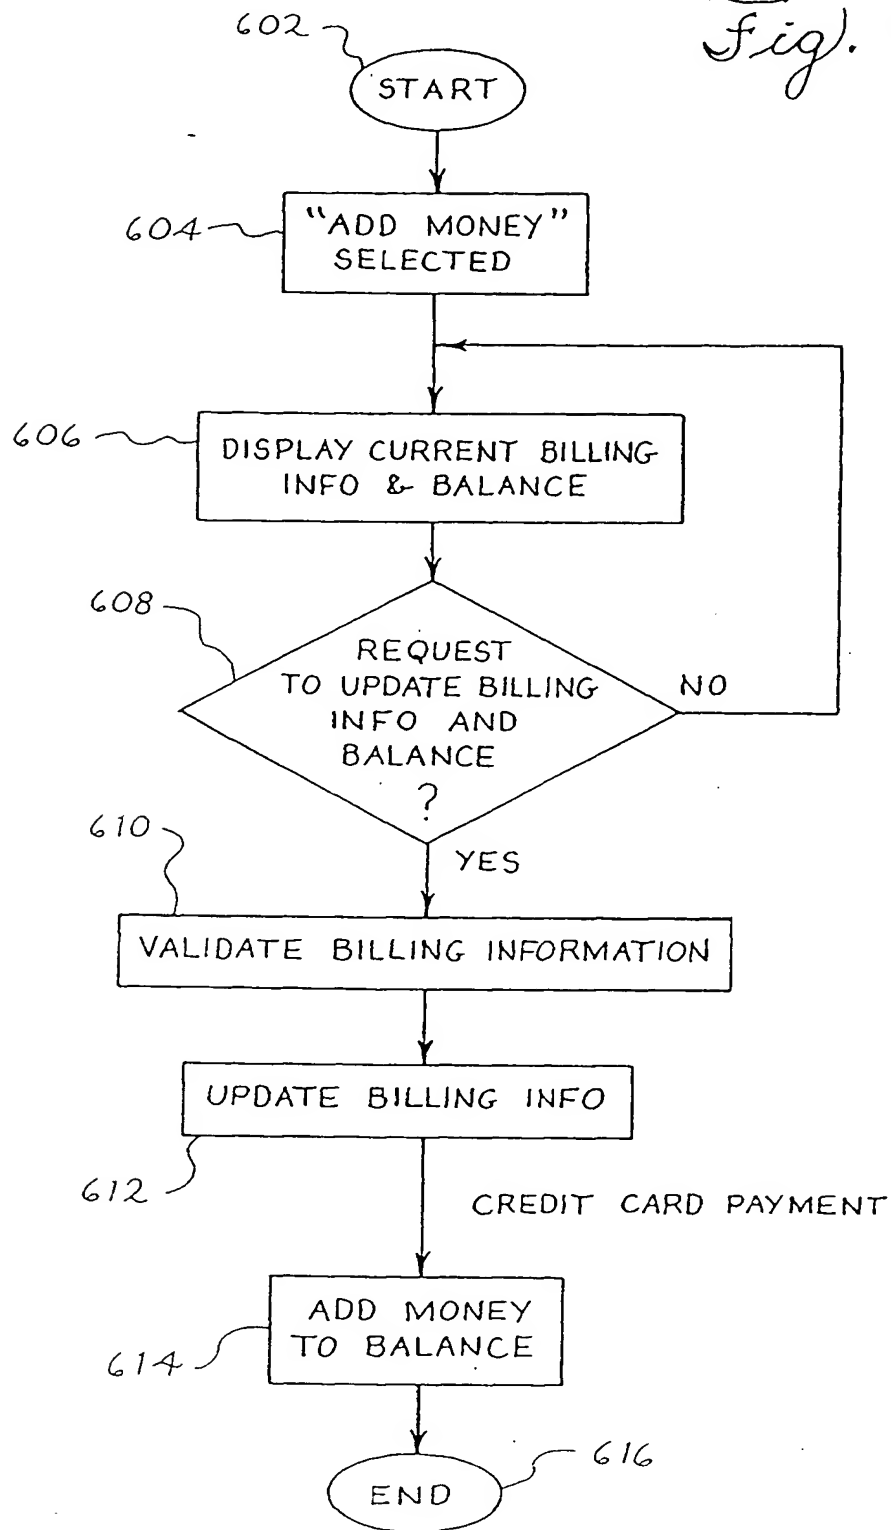 Fig.
602
START
604
"ADD MONEY"
SELECTED
606
DISPLAY CURRENT BILLING
INFO & BALANCE
608
REQUEST
TO UPDATE BILLING
INFO AND
BALANCE
?
NO
610
YES
VALIDATE BILLING INFORMATION
UPDATE BILLING INFO
612
CREDIT CARD PAYMENT
ADD MONEY
TO BALANCE
614
616
END